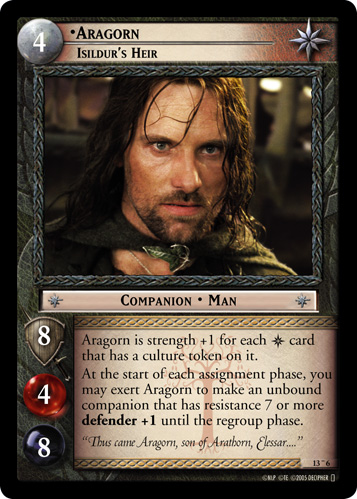 4
•Aragorn
Isildur's Heir
Companion • Man
8
4
8
Aragorn is strength +1 for each card
that has a culture token on it.
At the start of each assignment phase, you
may exert Aragorn to make an unbound
companion that has resistance 7 or more
defender +1 until the regroup phase.
"Thus came Aragorn, son of Arathorn, Elessar...."
©NLP ©TE ©2005 DECIPHER